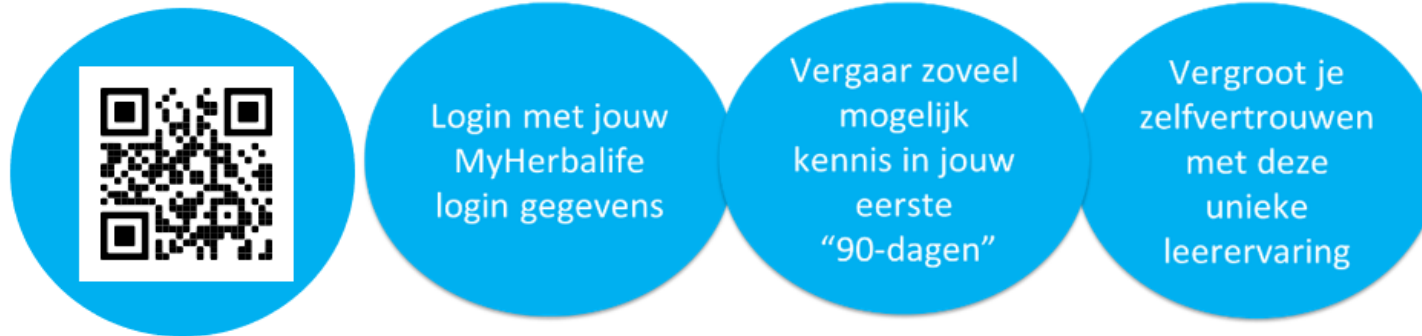 Login met jouw
MyHerbalife
login gegevens
Vergaar zoveel
mogelijk
kennis in jouw
eerste
“90-dagen”
Vergroot je
zelfvertrouwen
met deze
unieke
leerervaring